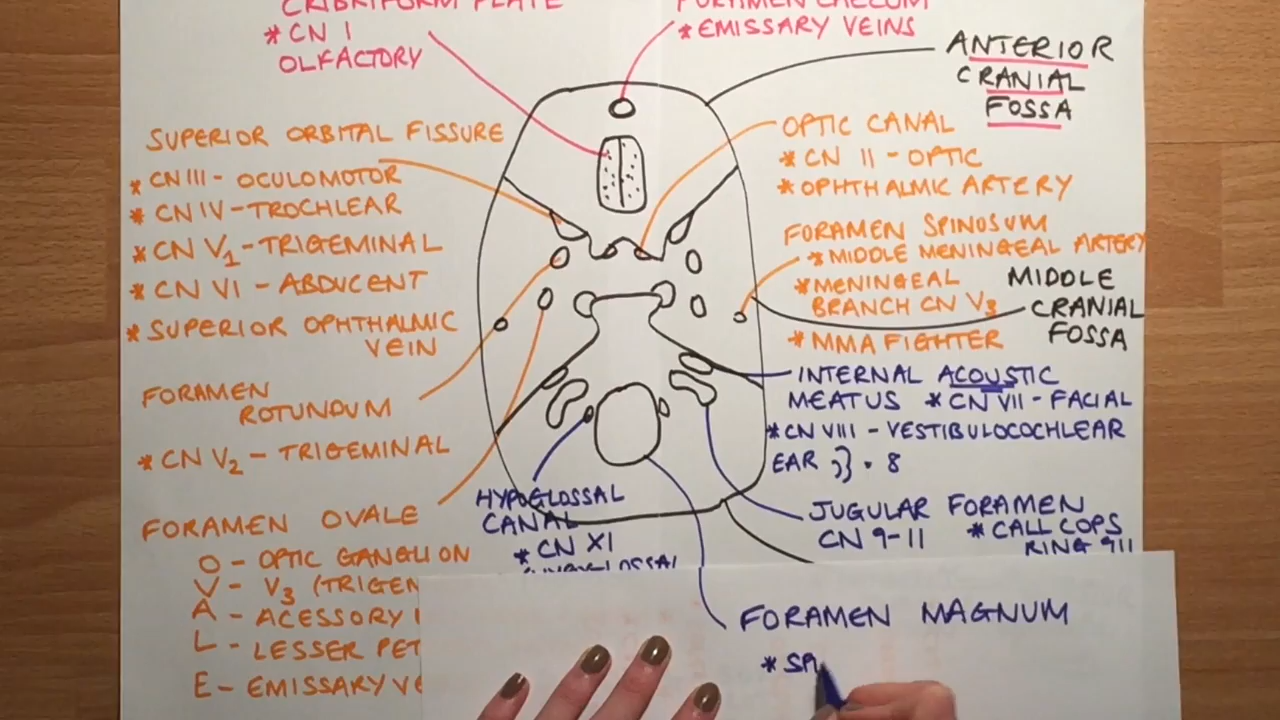 CRIBRIFORM PLATE
* CN I
OLFACTORY
FORAMEN CAECUM
* EMISSARY VEINS
ANTERIOR
CRANIAL
FOSSA
SUPERIOR ORBITAL FISSURE
* CN III - OCULOMOTOR
* CN IV - TROCHLEAR
* CN V1 - TRIGEMINAL
* CN VI - ABDUCENT
* SUPERIOR OPHTHALMIC
VEIN
FORAMEN
ROTUNDUM
* CN V2 - TRIGEMINAL
FORAMEN OVALE
O - OPTIC GANGLION
V - V3 (TRIGEM
A - ACESSORY
L - LESSER PET
E - EMISSARY VE
OPTIC CANAL
* CN II - OPTIC
* OPHTHALMIC ARTERY
FORAMEN SPINOSUM
* MIDDLE MENINGEAL ARTERY
* MENINGEAL
BRANCH CN V3
* MMA FIGHTER
MIDDLE
CRANIAL
FOSSA
INTERNAL ACOUSTIC
MEATUS * CN VII - FACIAL
* CN VIII - VESTIBULOCOCHLEAR
EAR 8
HYPOGLOSSAL
CANAL
* CN XI
JUGULAR FORAMEN
CN 9-11 * CALL COPS
RING 911
FORAMEN MAGNUM
* SPI